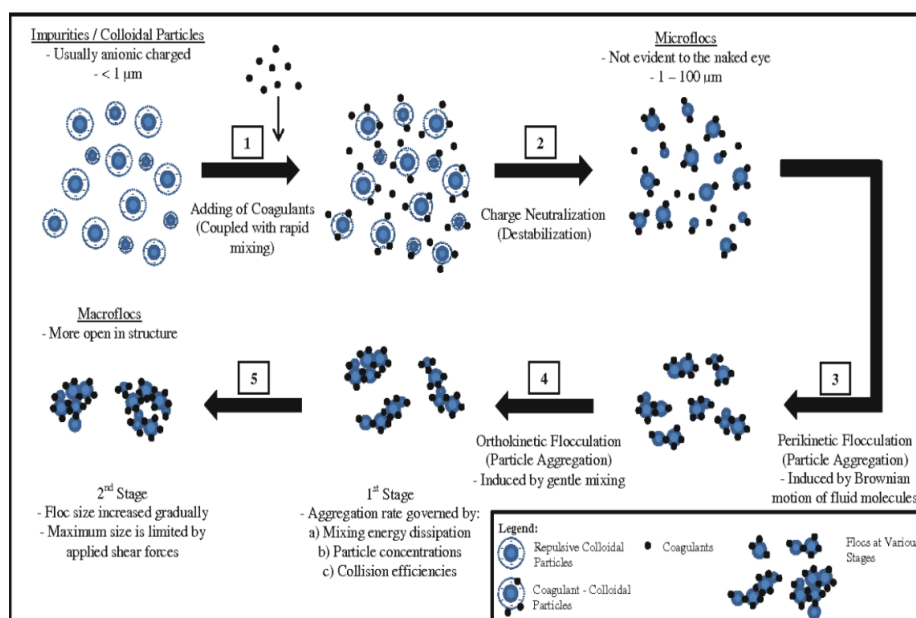 Impurities / Colloidal Particles
- Usually anionic charged
- < 1 µm
Microflocs
- Not evident to the naked eye
- 1 – 100 µm
1
Adding of Coagulants
(Coupled with rapid
mixing)
2
Charge Neutralization
(Destabilization)
Macroflocs
- More open in structure
5
4
3
2nd Stage
- Floc size increased gradually
- Maximum size is limited by
applied shear forces
1st Stage
- Aggregation rate governed by:
a) Mixing energy dissipation
b) Particle concentrations
c) Collision efficiencies
Orthokinetic Flocculation
(Particle Aggregation)
- Induced by gentle mixing
Perikinetic Flocculation
(Particle Aggregation)
- Induced by Brownian
motion of fluid molecules
Legend:
Repulsive Colloidal
Particles
Coagulant - Colloidal
Particles
Coagulants
Flocs at Various
Stages